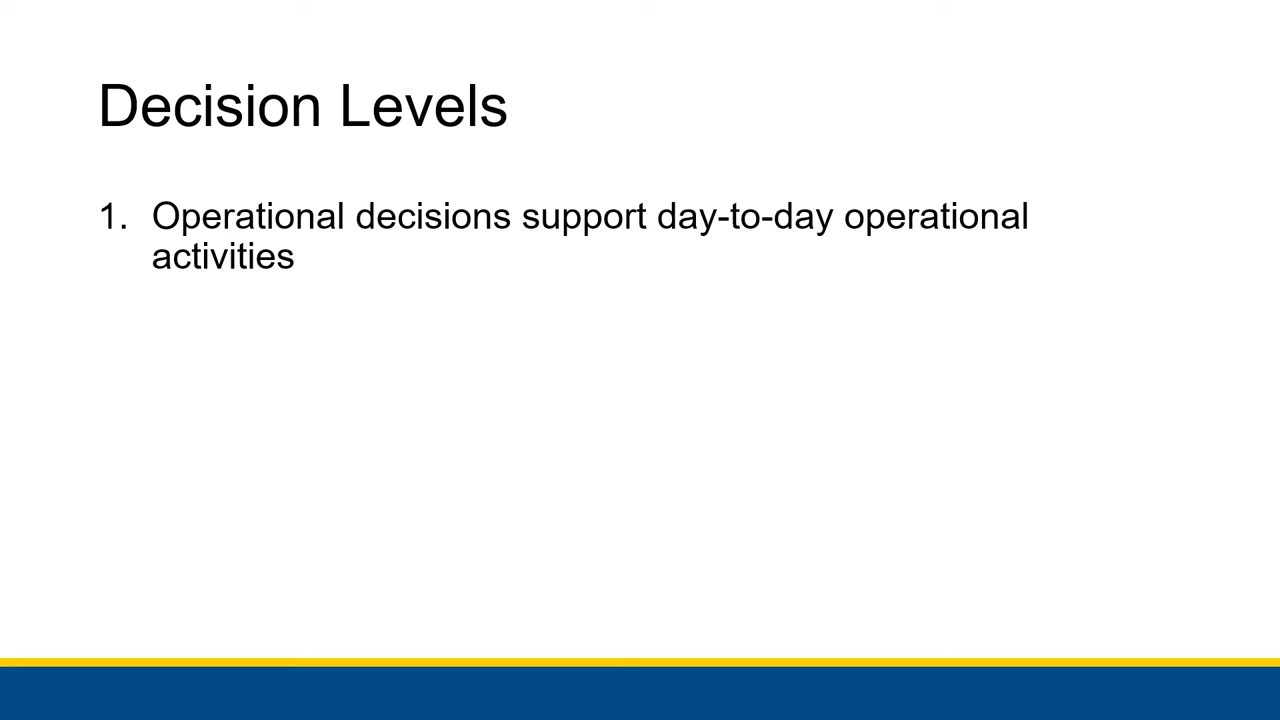 Decision Levels
1. Operational decisions support day-to-day operational
activities